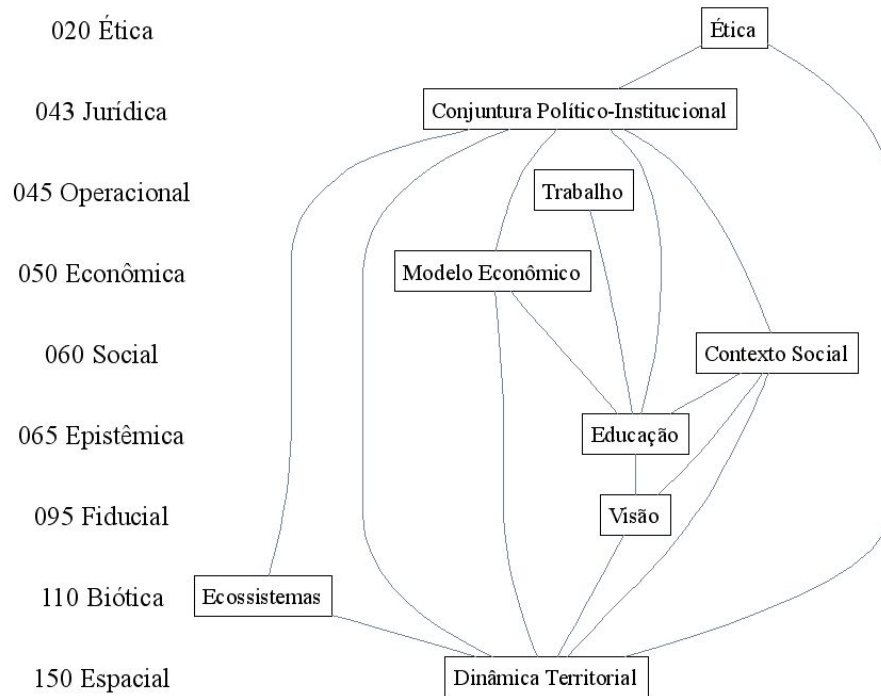 020 Ética
Ética
043 Jurídica
Conjuntura Político-Institucional
045 Operacional
Trabalho
050 Econômica
Modelo Econômico
060 Social
Contexto Social
065 Epistêmica
Educação
095 Fiducial
Visão
110 Biótica
Ecossistemas
150 Espacial
Dinâmica Territorial